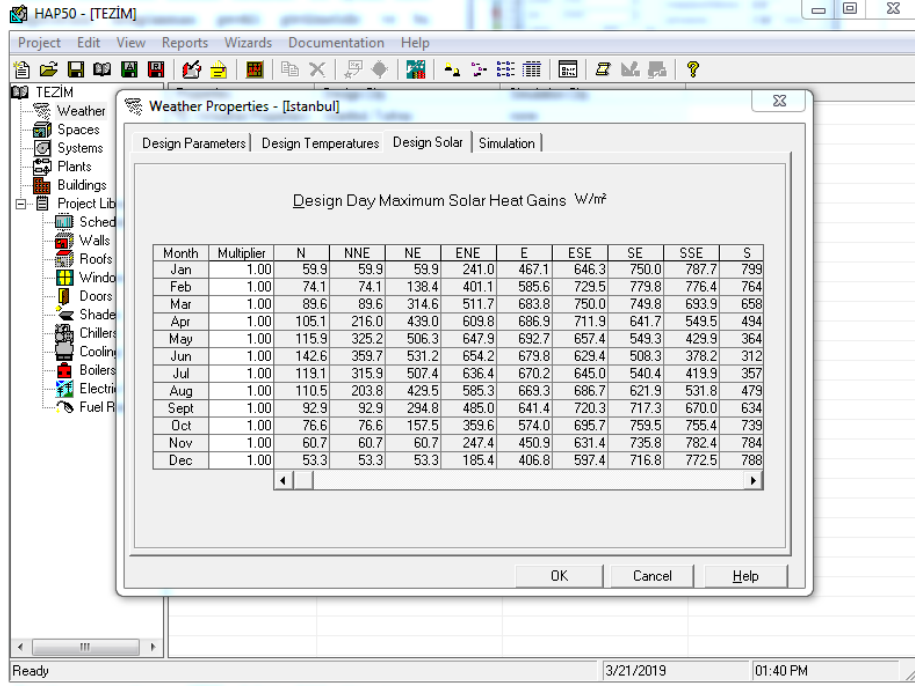 HAP50 - [TEZİM]
Project Edit View Reports Wizards Documentation Help
TEZİM
Weather
Spaces
Systems
Plants
Buildings
Project Lib
Sched
Walls
Roofs
Windo
Doors
Shade
Chillers
Cooling
Boilers
Electri
Fuel R
Weather Properties - [[Istanbul]
Design Parameters Design Temperatures Design Solar Simulation
Design Day Maximum Solar Heat Gains W/m²
Month Multiplier N NNE NE ENE E ESE SE SSE S
Jan 1.00 59.9 59.9 59.9 241.0 467.1 646.3 750.0 787.7 799
Feb 1.00 74.1 74.1 138.4 401.1 585.6 729.5 779.8 776.4 764
Mar 1.00 89.6 89.6 314.6 511.7 683.8 750.0 749.8 693.9 658
Apr 1.00 105.1 216.0 439.0 609.8 686.9 711.9 641.7 549.5 494
May 1.00 115.9 325.2 506.3 647.9 692.7 657.4 549.3 429.9 364
Jun 1.00 142.6 359.7 531.2 654.2 679.8 629.4 508.3 378.2 312
Jul 1.00 119.1 315.9 507.4 636.4 670.2 645.0 540.4 419.9 357
Aug 1.00 110.5 203.8 429.5 585.3 669.3 686.7 621.9 531.8 479
Sept 1.00 92.9 92.9 294.8 485.0 641.4 720.3 717.3 670.0 634
Oct 1.00 76.6 76.6 157.5 359.6 574.0 695.7 759.5 755.4 739
Nov 1.00 60.7 60.7 60.7 247.4 450.9 631.4 735.8 782.4 784
Dec 1.00 53.3 53.3 53.3 185.4 406.8 597.4 716.8 772.5 788
OK Cancel Help
Ready 3/21/2019 01:40 PM